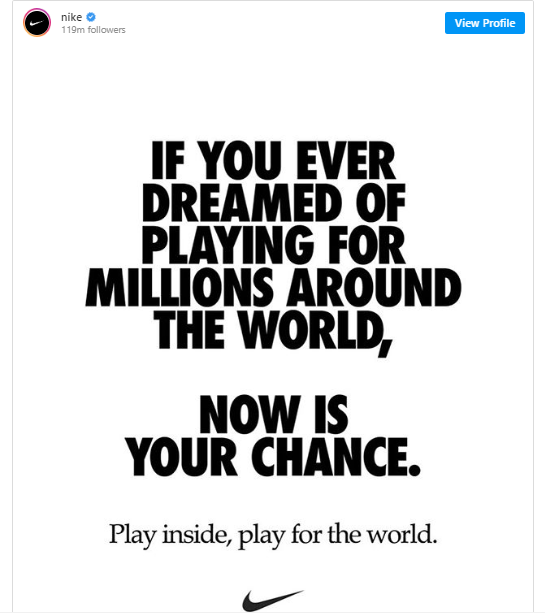 nike
119m followers
View Profile
IF YOU EVER
DREAMED OF
PLAYING FOR
MILLIONS AROUND
THE WORLD,
NOW IS
YOUR CHANCE.
Play inside, play for the world.